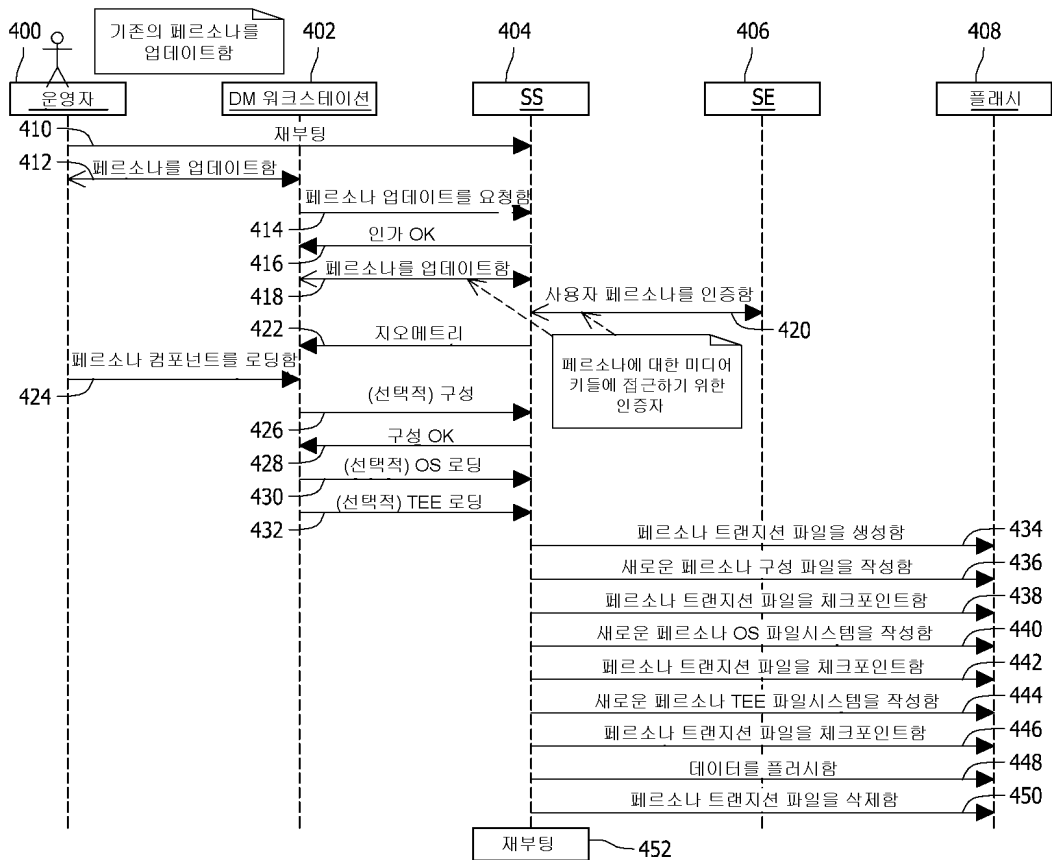 400
기존의 페르소나를
업데이트함
402
404
406
408
운영자
DM 워크스테이션
SS
SE
플래시
410
재부팅
412
페르소나를 업데이트함
페르소나 업데이트를 요청함
414
인가 OK
416
페르소나를 업데이트함
418
사용자 페르소나를 인증함
420
422
지오메트리
페르소나에 대한 미디어
키들에 접근하기 위한
인증자
페르소나 컴포넌트를 로딩함
424
(선택적) 구성
426
구성 OK
428
(선택적) OS 로딩
430
(선택적) TEE 로딩
432
페르소나 트랜지션 파일을 생성함
434
새로운 페르소나 구성 파일을 작성함
436
페르소나 트랜지션 파일을 체크포인트함
438
새로운 페르소나 OS 파일시스템을 작성함
440
페르소나 트랜지션 파일을 체크포인트함
442
새로운 페르소나 TEE 파일시스템을 작성함
444
페르소나 트랜지션 파일을 체크포인트함
446
데이터를 플러시함
448
페르소나 트랜지션 파일을 삭제함
450
재부팅
452